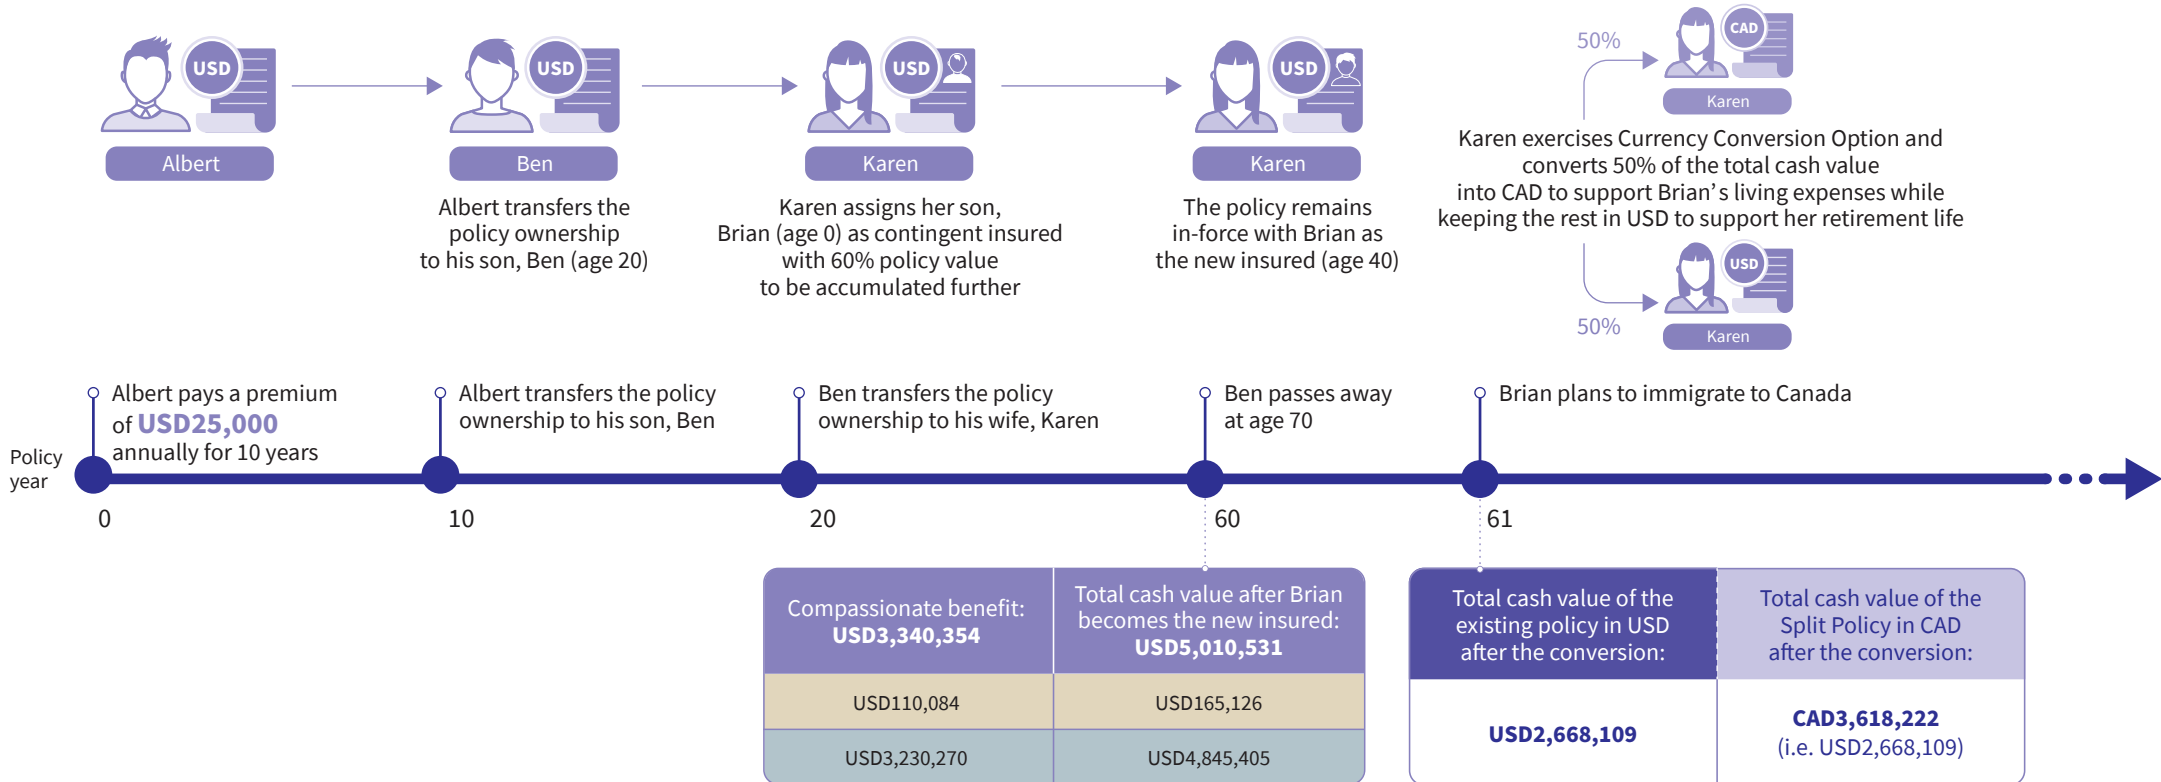 USD
Albert
USD
Ben
Albert transfers the
policy ownership
to his son, Ben (age 20)
USD
Karen
Karen assigns her son,
Brian (age 0) as contingent insured
with 60% policy value
to be accumulated further
USD
Karen
The policy remains
in-force with Brian as
the new insured (age 40)
50%
CAD
Karen
Karen exercises Currency Conversion Option and
converts 50% of the total cash value
into CAD to support Brian's living expenses while
keeping the rest in USD to support her retirement life
USD
50%
Karen
Policy
year
Albert pays a premium
of USD25,000
annually for 10 years
Albert transfers the policy
ownership to his son, Ben
Ben transfers the policy
ownership to his wife, Karen
Ben passes away
at age 70
Brian plans to immigrate to Canada
0
10
20
60
61
Compassionate benefit:
USD3,340,354
Total cash value after Brian
becomes the new insured:
USD5,010,531
USD110,084
USD165,126
USD3,230,270
USD4,845,405
Total cash value of the
existing policy in USD
after the conversion:
Total cash value of the
Split Policy in CAD
after the conversion:
USD2,668,109
CAD3,618,222
(i.e. USD2,668,109)